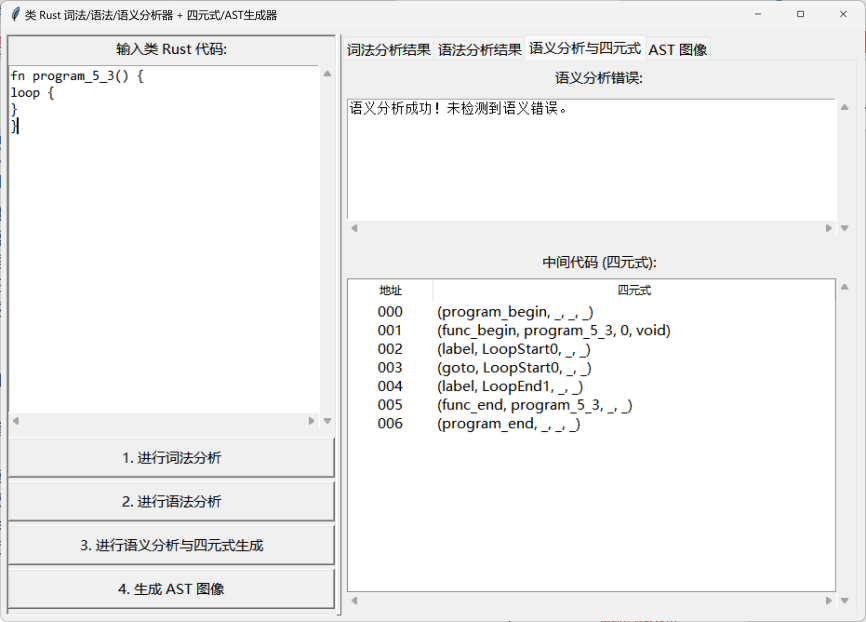 类 Rust 词法/语法/语义分析器 + 四元式/AST生成器
输入类 Rust 代码:
fn program_5_3() {
loop {
}
}
1. 进行词法分析
2. 进行语法分析
3. 进行语义分析与四元式生成
4. 生成 AST 图像
词法分析结果 语法分析结果 语义分析与四元式 AST 图像
语义分析错误:
语义分析成功！未检测到语义错误。
中间代码 (四元式):
地址 四元式
000 (program_begin, _, _, _)
001 (func_begin, program_5_3, 0, void)
002 (label, LoopStart0, _, _)
003 (goto, LoopStart0, _, _)
004 (label, LoopEnd1, _, _)
005 (func_end, program_5_3, _, _)
006 (program_end, _, _, _)